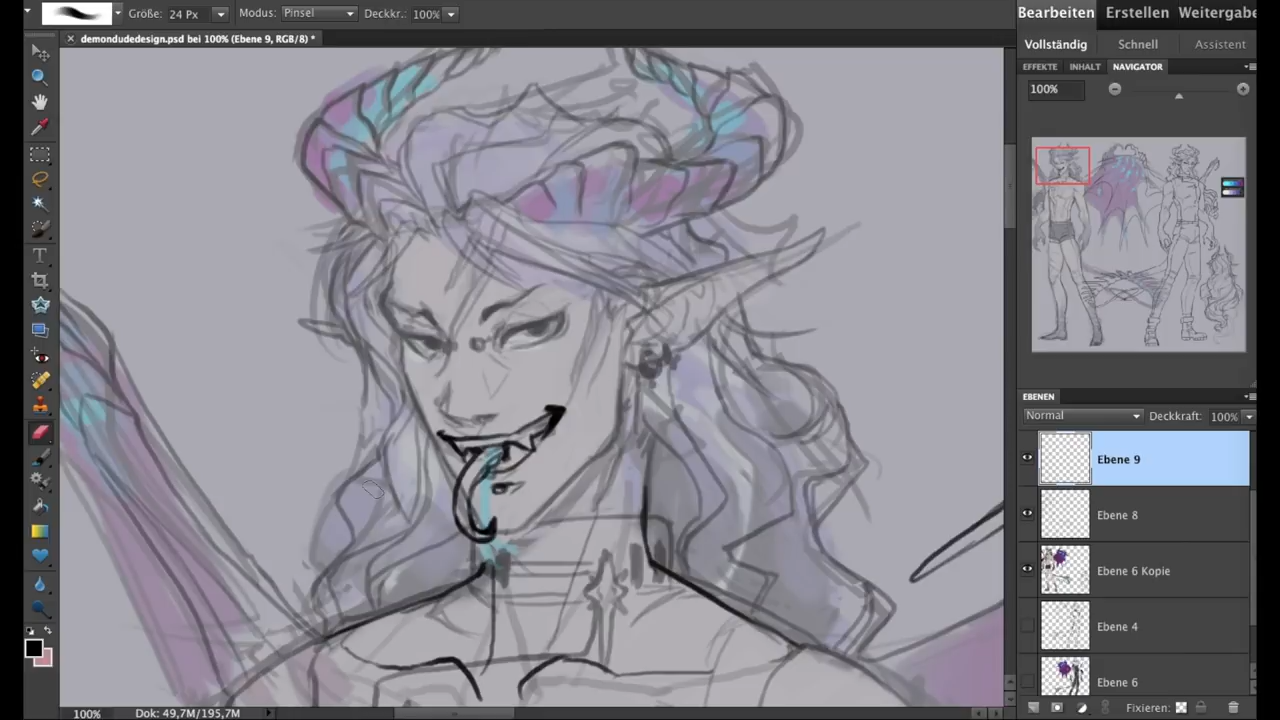 Größe: 24 Px Modus: Pinsel Deckkr.: 100%
Bearbeiten Erstellen Weitergabe
demondudedesign.psd bei 100% (Ebene 9, RGB/8) *
Vollständig Schnell Assistent
EFFEKTE INHALT NAVIGATOR
100%
EBENEN
Normal Deckkraft: 100%
Ebene 9
Ebene 8
Ebene 6 Kopie
Ebene 4
Ebene 6
Fixieren:
100% Dok: 49,7M/195,7M